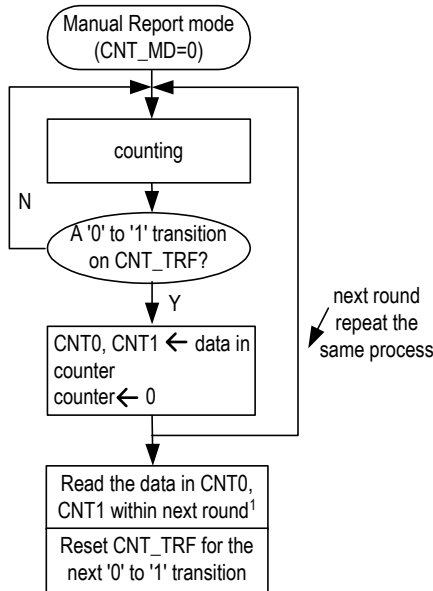 Manual Report mode
(CNT_MD=0)
counting
N
A '0' to '1' transition
on CNT_TRF?
Y
CNT0, CNT1 ← data in
counter
counter← 0
next round
repeat the
same process
Read the data in CNT0,
CNT1 within next round¹
Reset CNT_TRF for the
next '0' to '1' transition